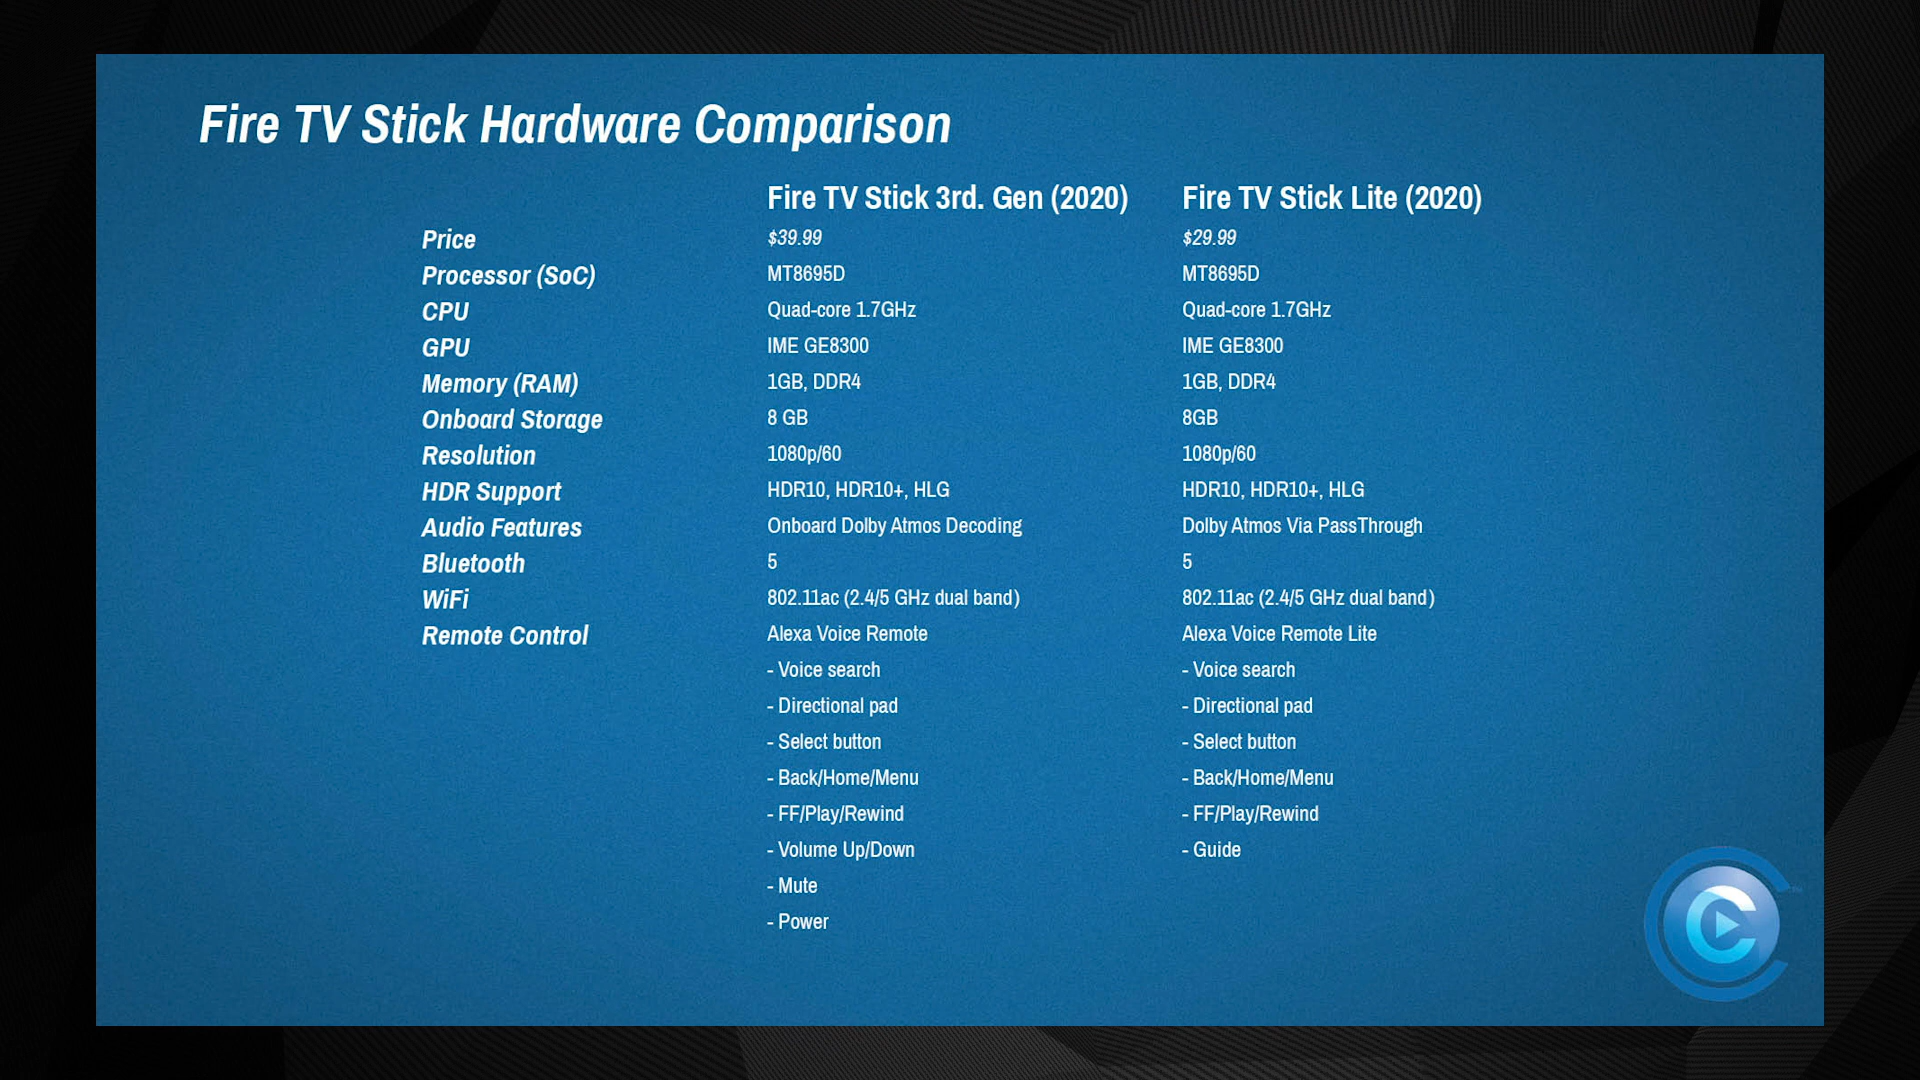 Fire TV Stick Hardware Comparison
Fire TV Stick 3rd. Gen (2020) Fire TV Stick Lite (2020)
Price $39.99 $29.99
Processor (SoC) MT8695D MT8695D
CPU Quad-core 1.7GHz Quad-core 1.7GHz
GPU IME GE8300 IME GE8300
Memory (RAM) 1GB, DDR4 1GB, DDR4
Onboard Storage 8 GB 8GB
Resolution 1080p/60 1080p/60
HDR Support HDR10, HDR10+, HLG HDR10, HDR10+, HLG
Audio Features Onboard Dolby Atmos Decoding Dolby Atmos Via PassThrough
Bluetooth 5 5
WiFi 802.11ac (2.4/5 GHz dual band) 802.11ac (2.4/5 GHz dual band)
Remote Control Alexa Voice Remote Alexa Voice Remote Lite
- Voice search - Voice search
- Directional pad - Directional pad
- Select button - Select button
- Back/Home/Menu - Back/Home/Menu
- FF/Play/Rewind - FF/Play/Rewind
- Volume Up/Down - Guide
- Mute
- Power